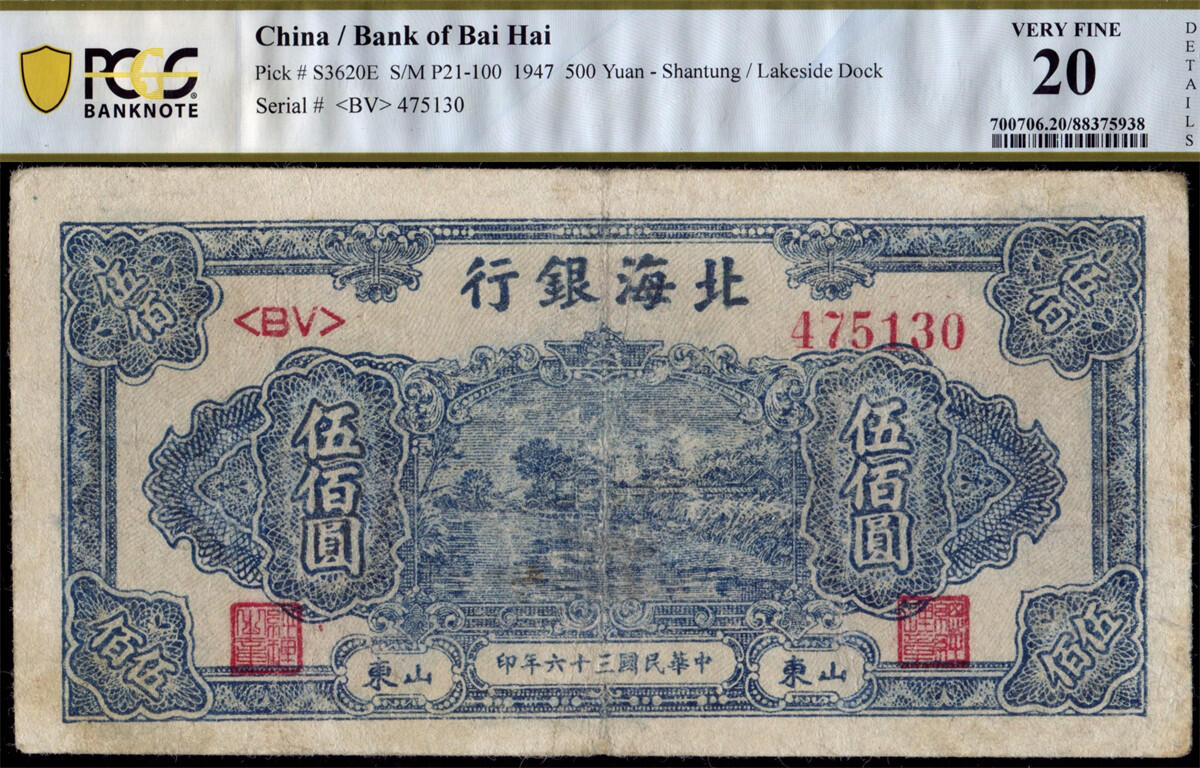 PCGS
BANKNOTE
China / Bank of Bai Hai
Pick # S3620E S/M P21-100 1947 500 Yuan - Shantung / Lakeside Dock
Serial # <BV> 475130
VERY FINE
20
700706.20/88375938
DETAILS
伍佰
伍佰
行銀海北
<BV>
475130
伍佰圓
伍佰圓
佰伍
東山
印年六十三國民華中
東山
佰伍